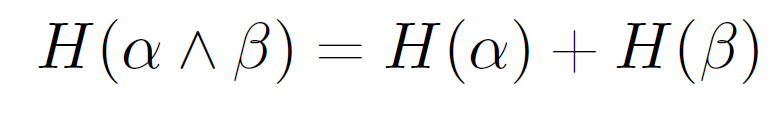 H(α ∧ β) = H(α) + H(β)